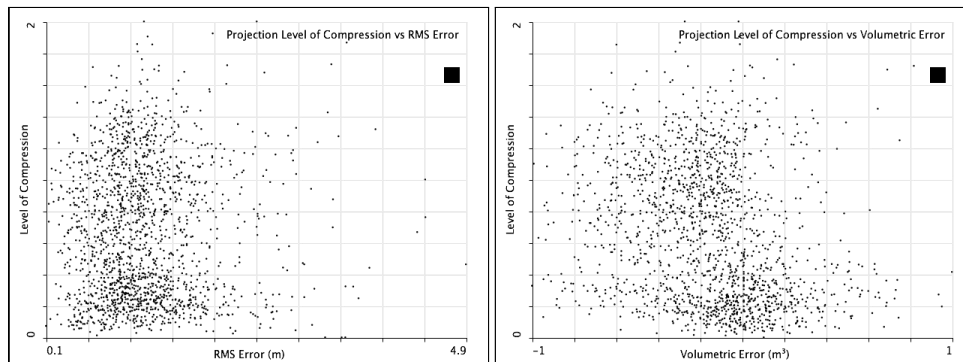 2
Projection Level of Compression vs RMS Error
Level of Compression
0
0.1
RMS Error (m)
4.9
2
Projection Level of Compression vs Volumetric Error
Level of Compression
0
-1
Volumetric Error (m³)
1